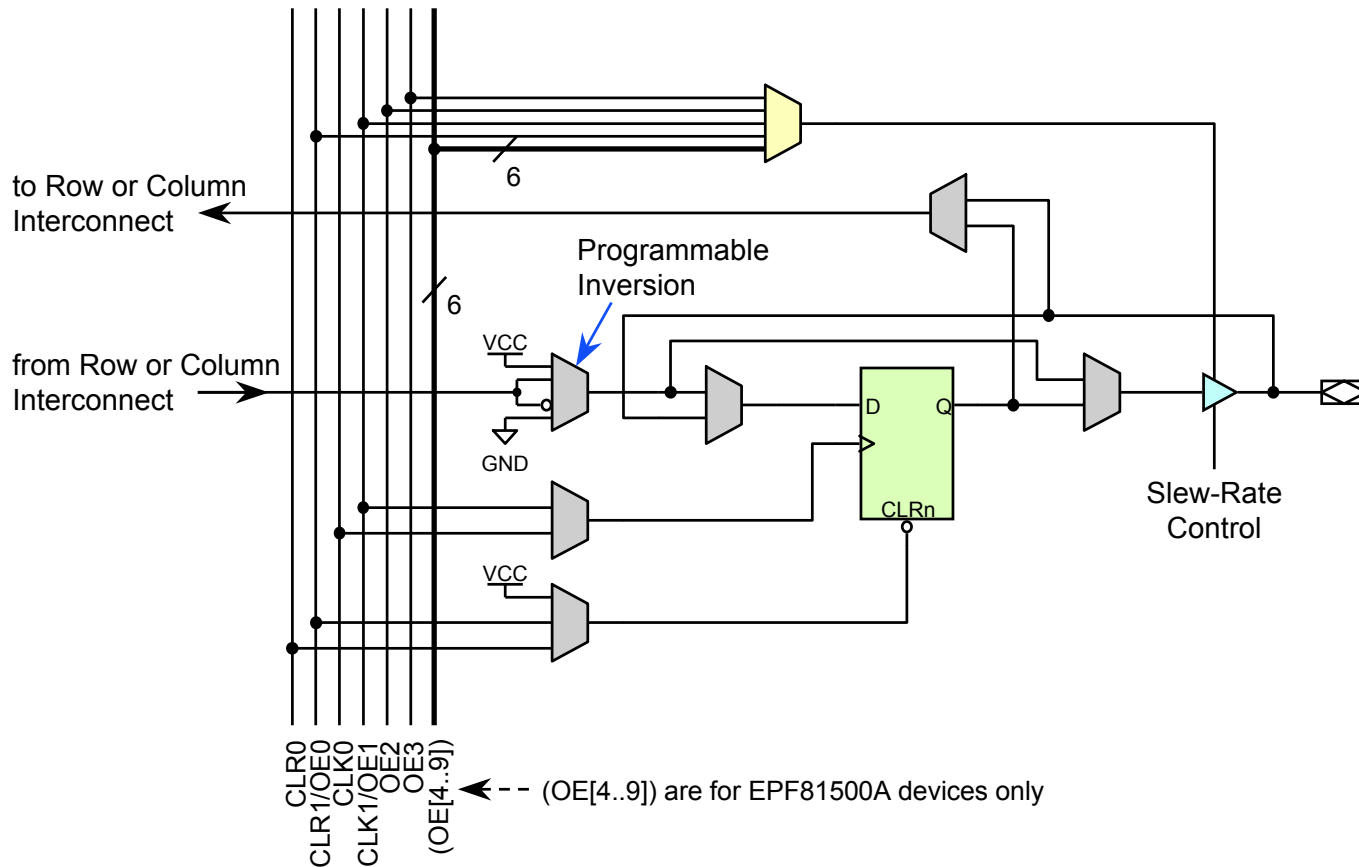 6
to Row or Column
Interconnect
Programmable
Inversion
6
VCC
from Row or Column
Interconnect
D
Q
GND
Slew-Rate
Control
CLRn
VCC
CLR0
CLR1/OE0
CLK0
CLK1/OE1
OE2
OE3
(OE[4..9])
(OE[4..9]) are for EPF81500A devices only